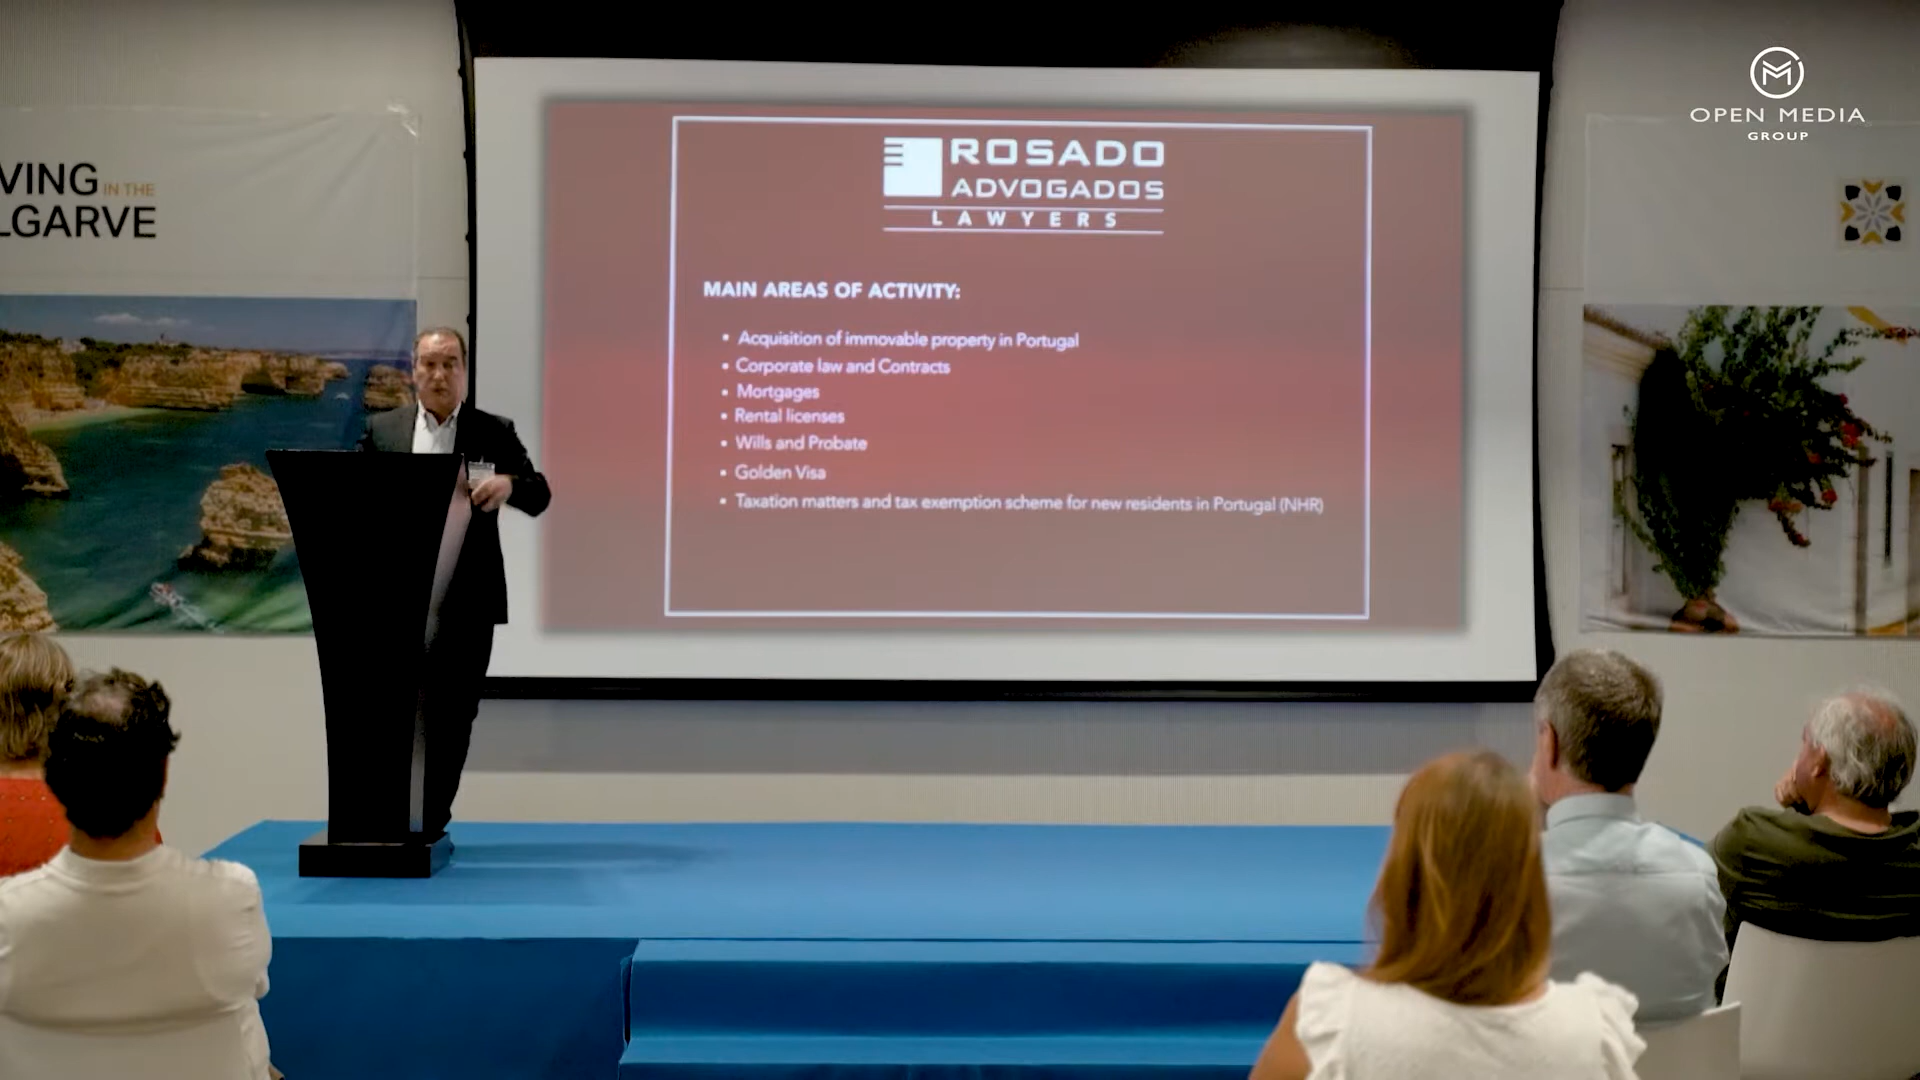 VING IN THE
LGARVE
ROSADO
ADVOGADOS
LAWYERS
MAIN AREAS OF ACTIVITY:
• Acquisition of immovable property in Portugal
• Corporate law and Contracts
• Mortgages
• Rental licenses
• Wills and Probate
• Golden Visa
• Taxation matters and tax exemption scheme for new residents in Portugal (NHR)
OPEN MEDIA
GROUP